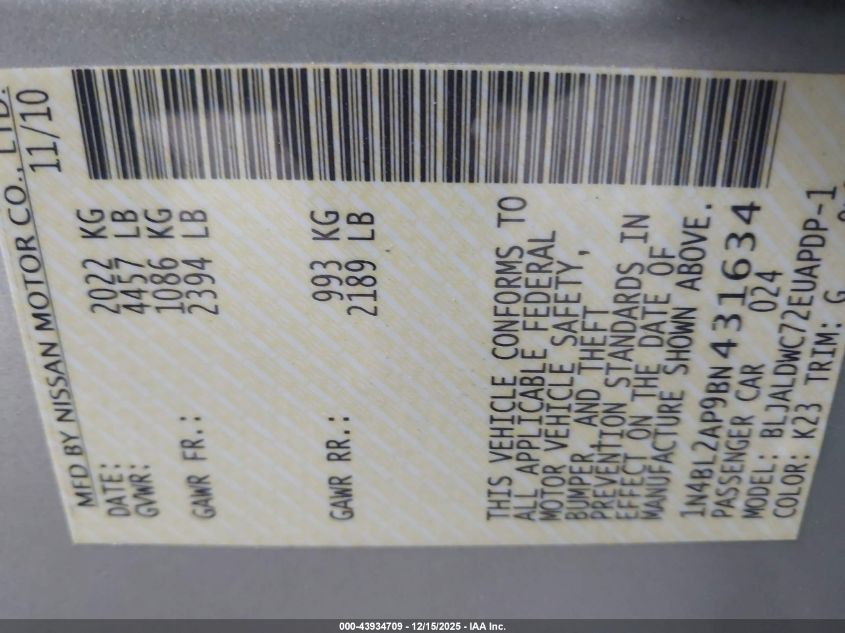 MFD BY NISSAN MOTOR CO., LTD.
DATE: 11/10
GVWR: 2022 KG
4457 LB
GAWR FR.: 1086 KG
2394 LB
GAWR RR.: 993 KG
2189 LB
THIS VEHICLE CONFORMS TO
ALL APPLICABLE FEDERAL
MOTOR VEHICLE SAFETY,
BUMPER, AND THEFT
PREVENTION STANDARDS IN
EFFECT ON THE DATE OF
MANUFACTURE SHOWN ABOVE.
1N4BL2AP9BN431634
PASSENGER CAR 024
MODEL: BLJALDWC72EUAPDP-1
COLOR: K23 TRIM: G
000-43934709 - 12/15/2025 - IAA Inc.